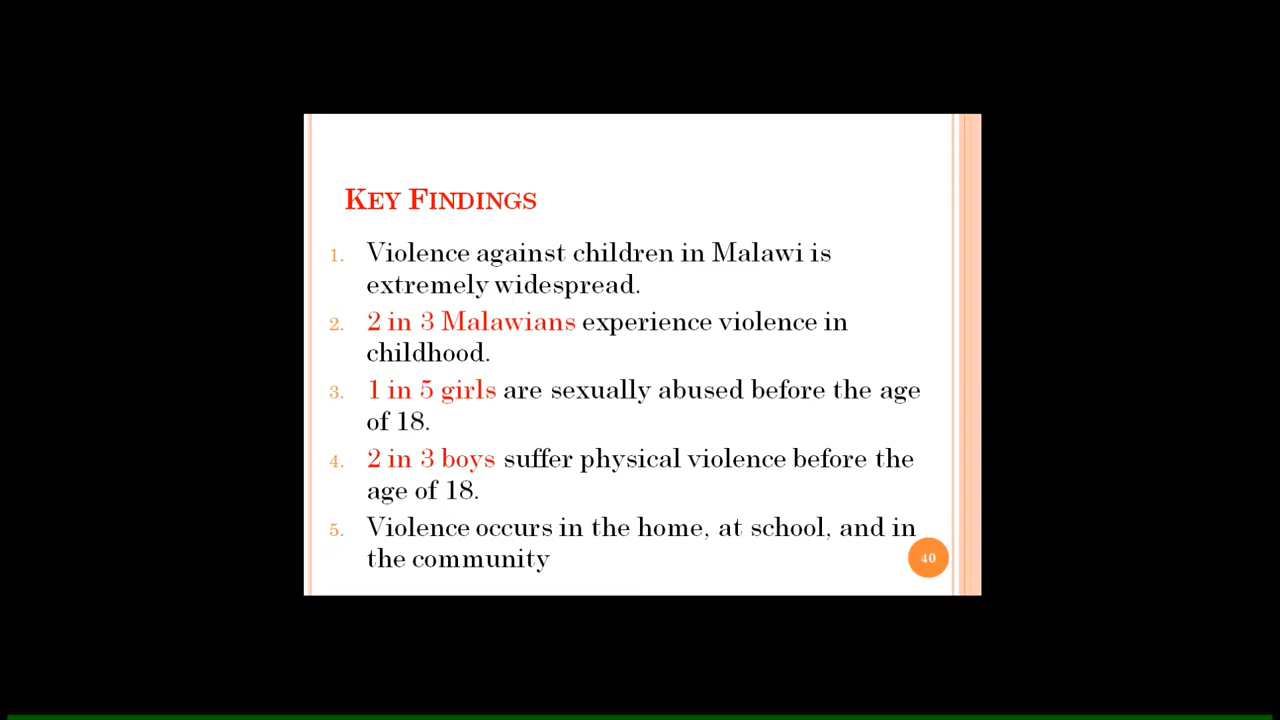 KEY FINDINGS
1. Violence against children in Malawi is
extremely widespread.
2. 2 in 3 Malawians experience violence in
childhood.
3. 1 in 5 girls are sexually abused before the age
of 18.
4. 2 in 3 boys suffer physical violence before the
age of 18.
5. Violence occurs in the home, at school, and in
the community
40